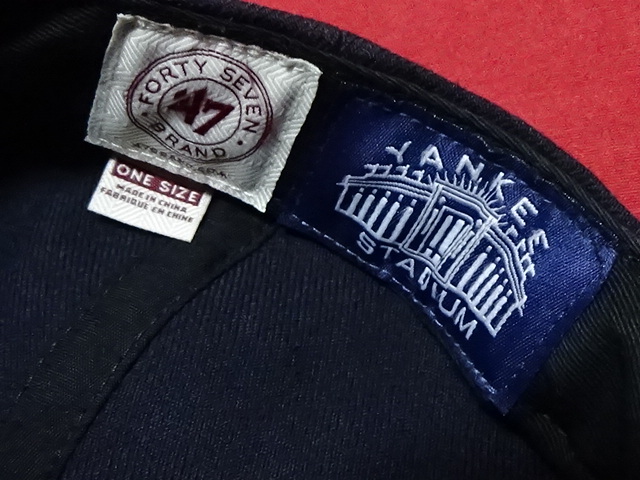 FORTY SEVEN
47
BRAND
ONE SIZE
MADE IN CHINA
FABRIQUE EN CHINE
YANKEE
STADIUM